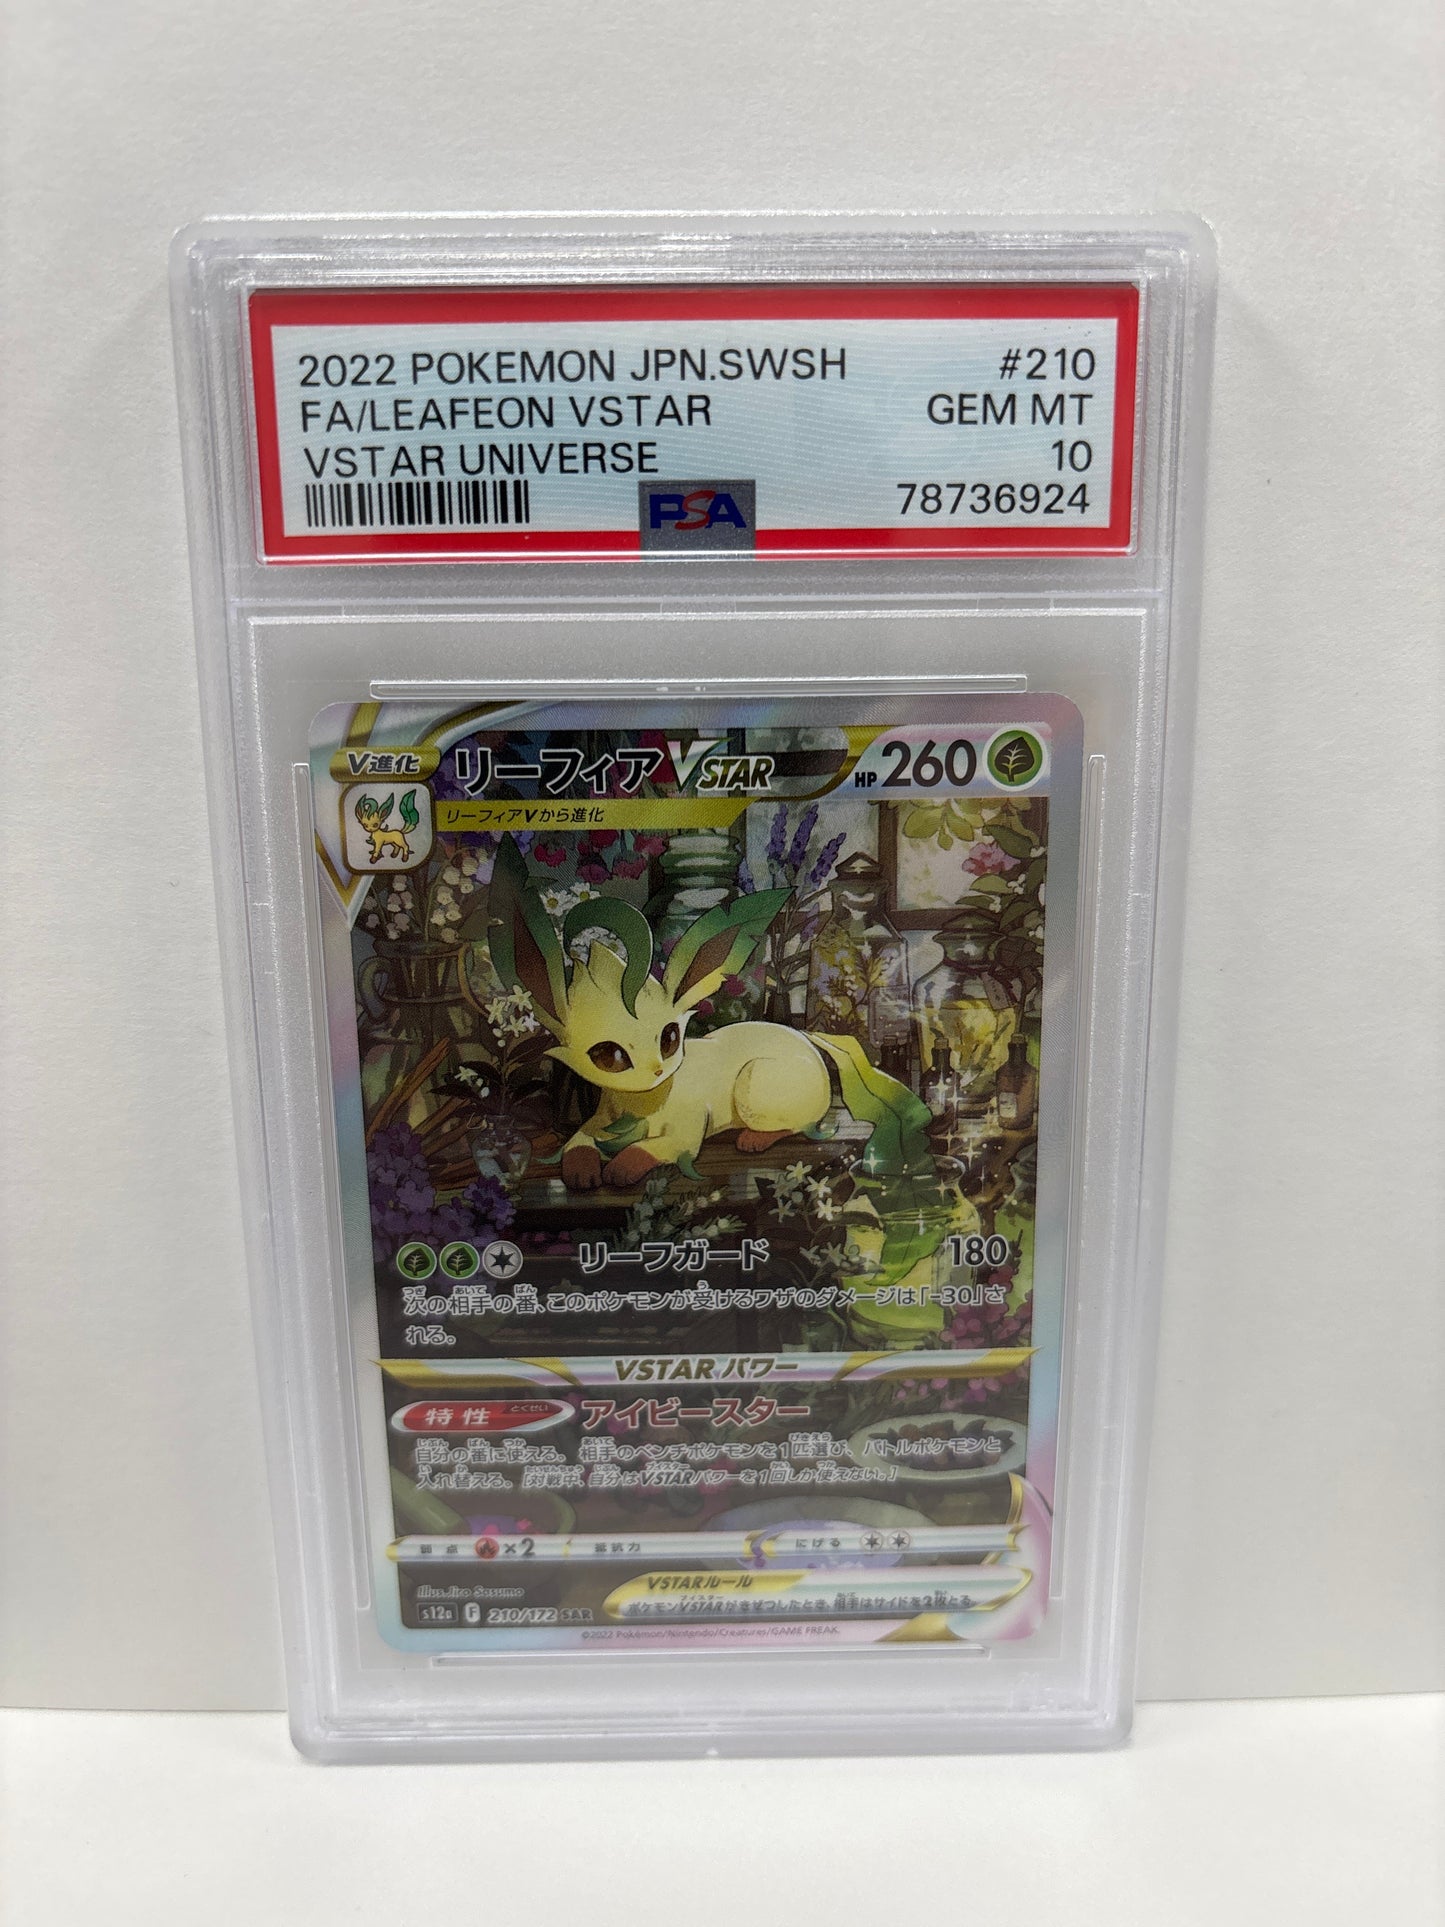 2022 POKEMON JPN.SWSH #210
FA/LEAFEON VSTAR GEM MT
VSTAR UNIVERSE 10
PSA 78736924
V進化 リーフィアVSTAR HP 260
リーフィアVから進化
リーフガード 180
次の相手の番、このポケモンが受けるワザのダメージは「-30」さ
れる。
VSTARパワー
特性 とくせい アイビースター
自分の番に使える。相手のベンチポケモンを1匹選び、バトルポケモンと
入れ替える。[対戦中、自分はVSTARパワーを1回しか使えない。]
弱点 ×2 抵抗力 にげる
Illus. Jiro Sasumo
VSTARルール
ポケモンVSTARがきぜつしたとき、相手はサイドを2枚とる。
s12a F 210/172 SAR
©2022 Pokémon/Nintendo/Creatures/GAME FREAK.